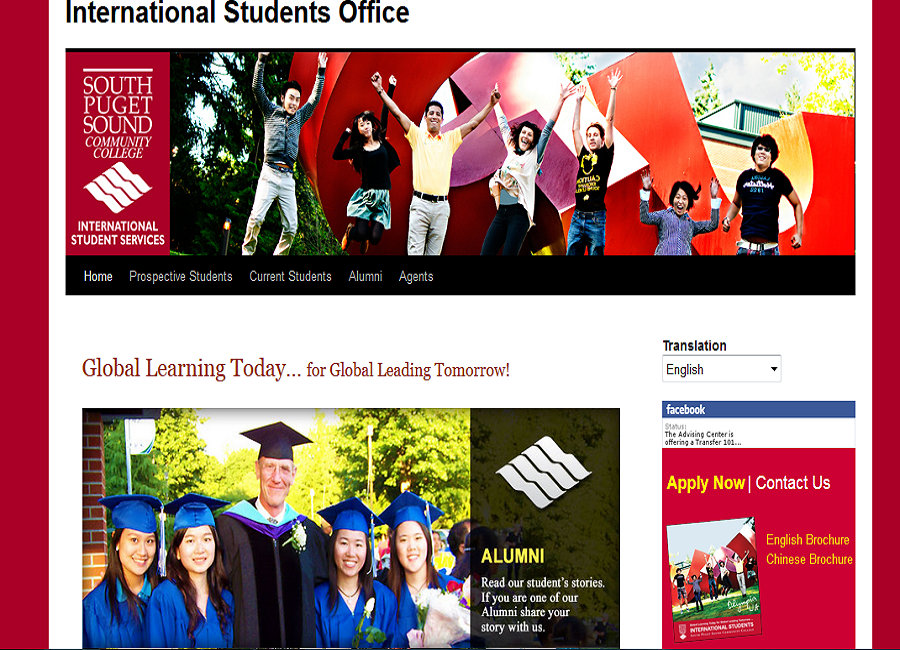 International Students Office
SOUTH
PUGET
SOUND
COMMUNITY
COLLEGE
INTERNATIONAL
STUDENT SERVICES
Home Prospective Students Current Students Alumni Agents
Global Learning Today... for Global Leading Tomorrow!
ALUMNI
Read our student's stories.
If you are one of our
Alumni share your
story with us.
Translation
English
facebook
Status:
The Advising Center is
offering a Transfer 101...
Apply Now | Contact Us
English Brochure
Chinese Brochure
Olympia
WA
INTERNATIONAL STUDENTS
SOUTH PUGET SOUND COMMUNITY COLLEGE